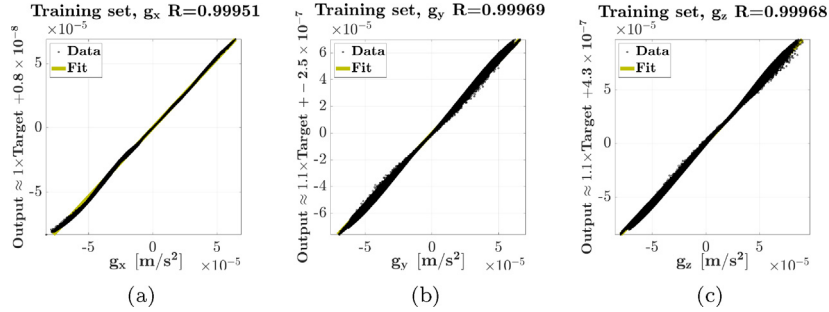 Training set, gx R=0.99951
×10⁻⁵
Data
Fit
5
0
-5
Output ≈ 1×Target +0.8 × 10⁻⁸
-5 0 5
gx [m/s²] ×10⁻⁵
(a)
Training set, gy R=0.99969
×10⁻⁵
Data
Fit
6
4
2
0
-2
-4
-6
Output ≈ 1.1×Target + − 2.5 × 10⁻⁷
-5 0 5
gy [m/s²] ×10⁻⁵
(b)
Training set, gz R=0.99968
×10⁻⁵
Data
Fit
5
0
-5
Output ≈ 1.1×Target +4.3 × 10⁻⁷
-5 0 5
gz [m/s²] ×10⁻⁵
(c)